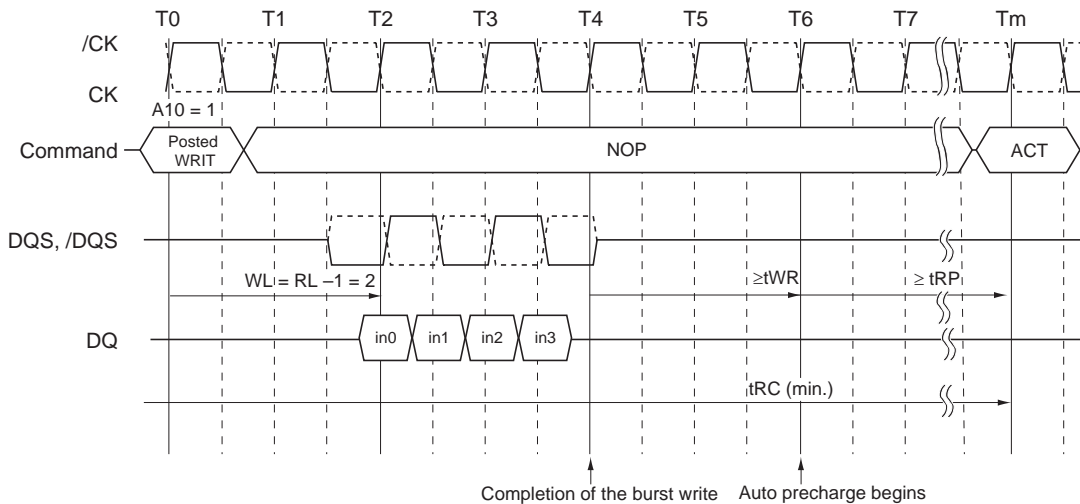 T0 T1 T2 T3 T4 T5 T6 T7 Tm
/CK
CK
A10 = 1
Command
Posted
WRIT
NOP
ACT
DQS, /DQS
WL = RL –1 = 2
≥tWR
≥ tRP
DQ
in0 in1 in2 in3
tRC (min.)
Completion of the burst write
Auto precharge begins